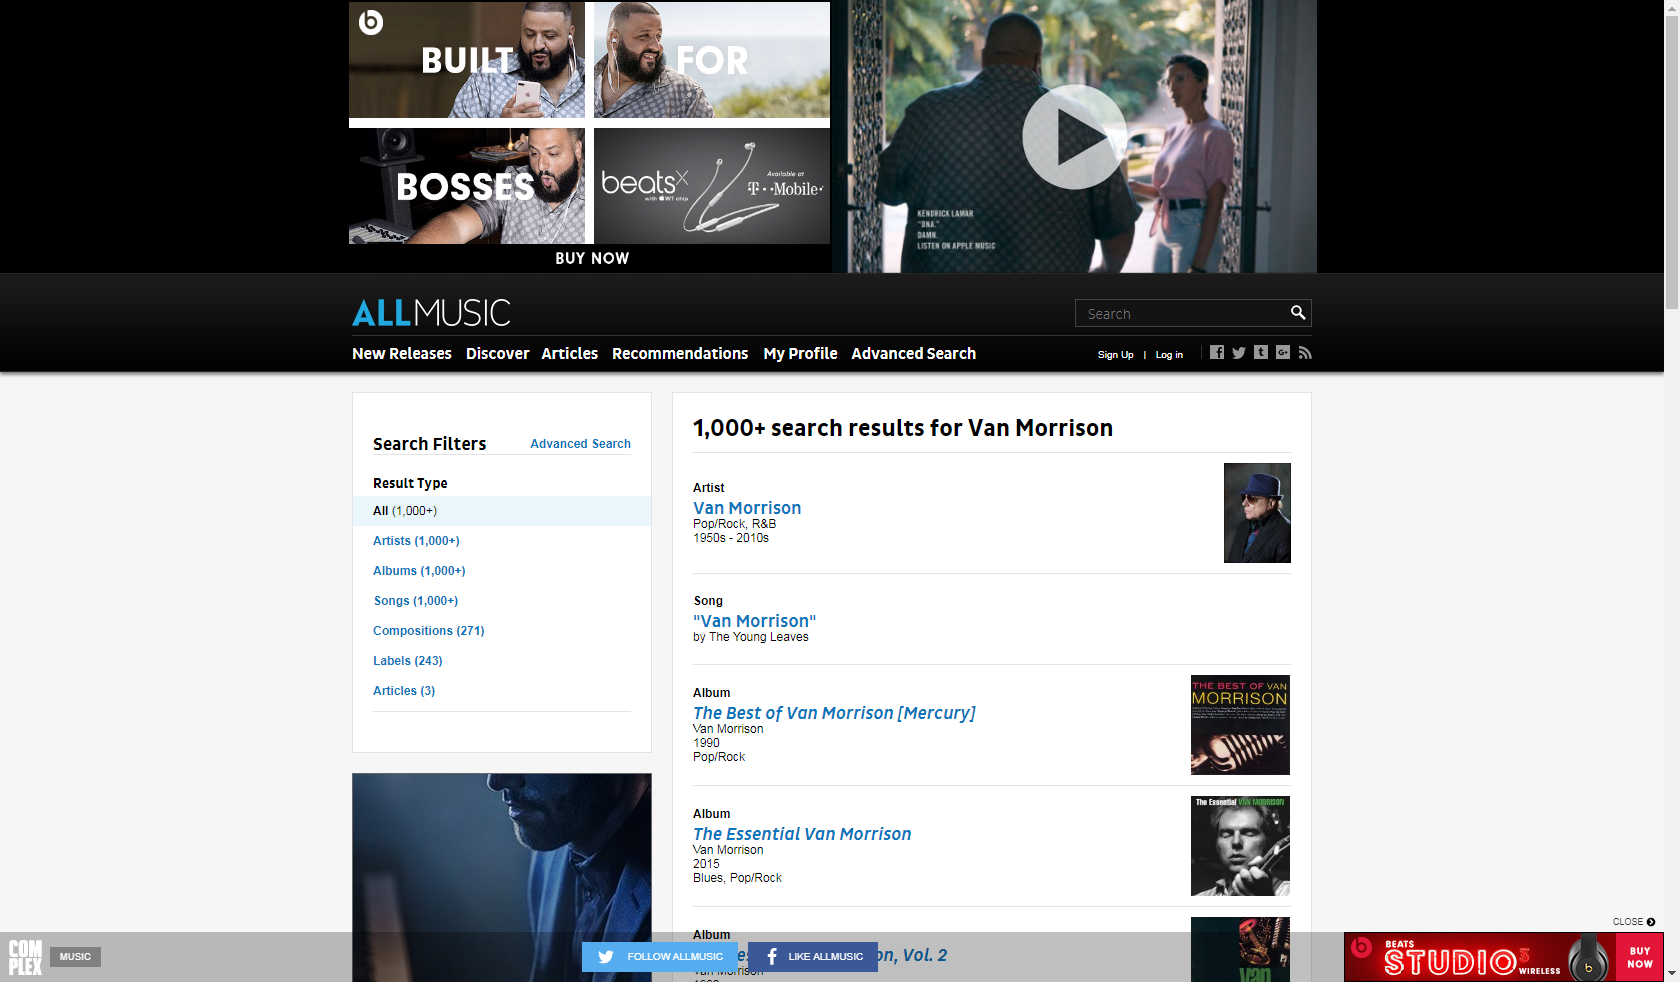 BUILT
FOR
BOSSES
beatsX
with W1 chip
Available at
T··Mobile
BUY NOW
KENDRICK LAMAR
"DNA."
DAMN.
LISTEN ON APPLE MUSIC
ALLMUSIC
Search
New Releases Discover Articles Recommendations My Profile Advanced Search
Sign Up | Log in
Search Filters Advanced Search
Result Type
All (1,000+)
Artists (1,000+)
Albums (1,000+)
Songs (1,000+)
Compositions (271)
Labels (243)
Articles (3)
1,000+ search results for Van Morrison
Artist
Van Morrison
Pop/Rock, R&B
1950s - 2010s
Song
"Van Morrison"
by The Young Leaves
Album
The Best of Van Morrison [Mercury]
Van Morrison
1990
Pop/Rock
THE BEST OF VAN
MORRISON
Album
The Essential Van Morrison
Van Morrison
2015
Blues, Pop/Rock
The Essential VAN MORRISON
Album
on, Vol. 2
Van Morrison
VAN
CLOSE
COMPLEX
MUSIC
FOLLOW ALLMUSIC
LIKE ALLMUSIC
BEATS
STUDIO3
WIRELESS
BUY
NOW